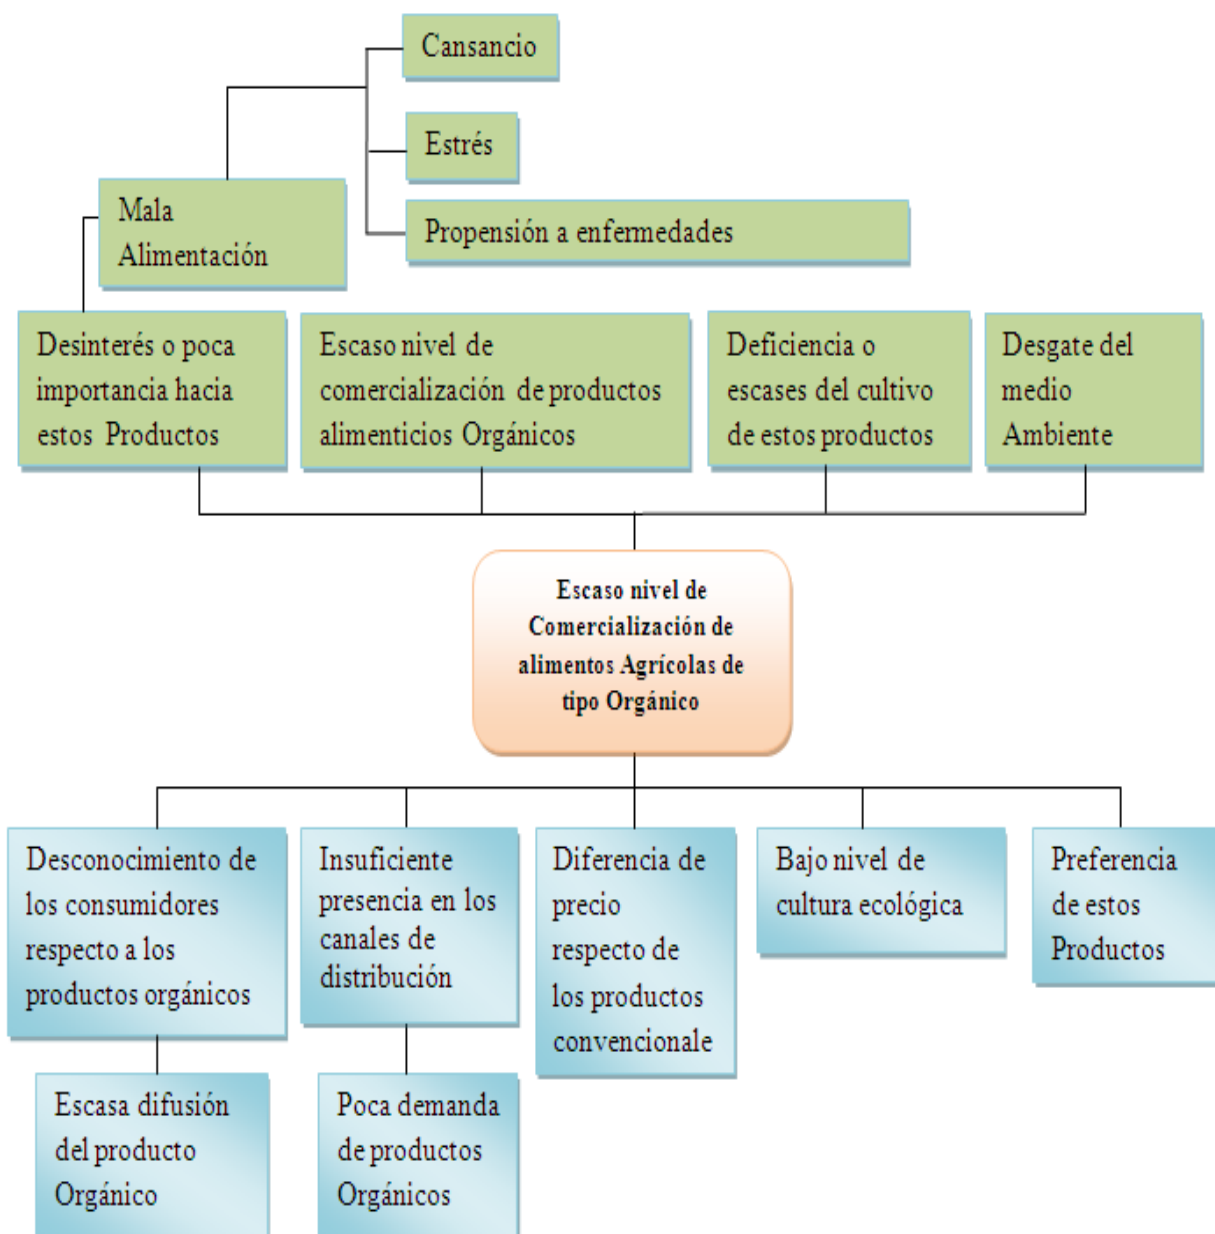 Cansancio
Estrés
Propensión a enfermedades
Mala
Alimentación
Desinterés o poca
importancia hacia
estos Productos
Escaso nivel de
comercialización de productos
alimenticios Orgánicos
Deficiencia o
escases del cultivo
de estos productos
Desgate del
medio
Ambiente
Escaso nivel de
Comercialización de
alimentos Agrícolas de
tipo Orgánico
Desconocimiento de
los consumidores
respecto a los
productos orgánicos
Insuficiente
presencia en los
canales de
distribución
Diferencia de
precio
respecto de
los productos
convencionale
Bajo nivel de
cultura ecológica
Preferencia
de estos
Productos
Escasa difusión
del producto
Orgánico
Poca demanda
de productos
Orgánicos